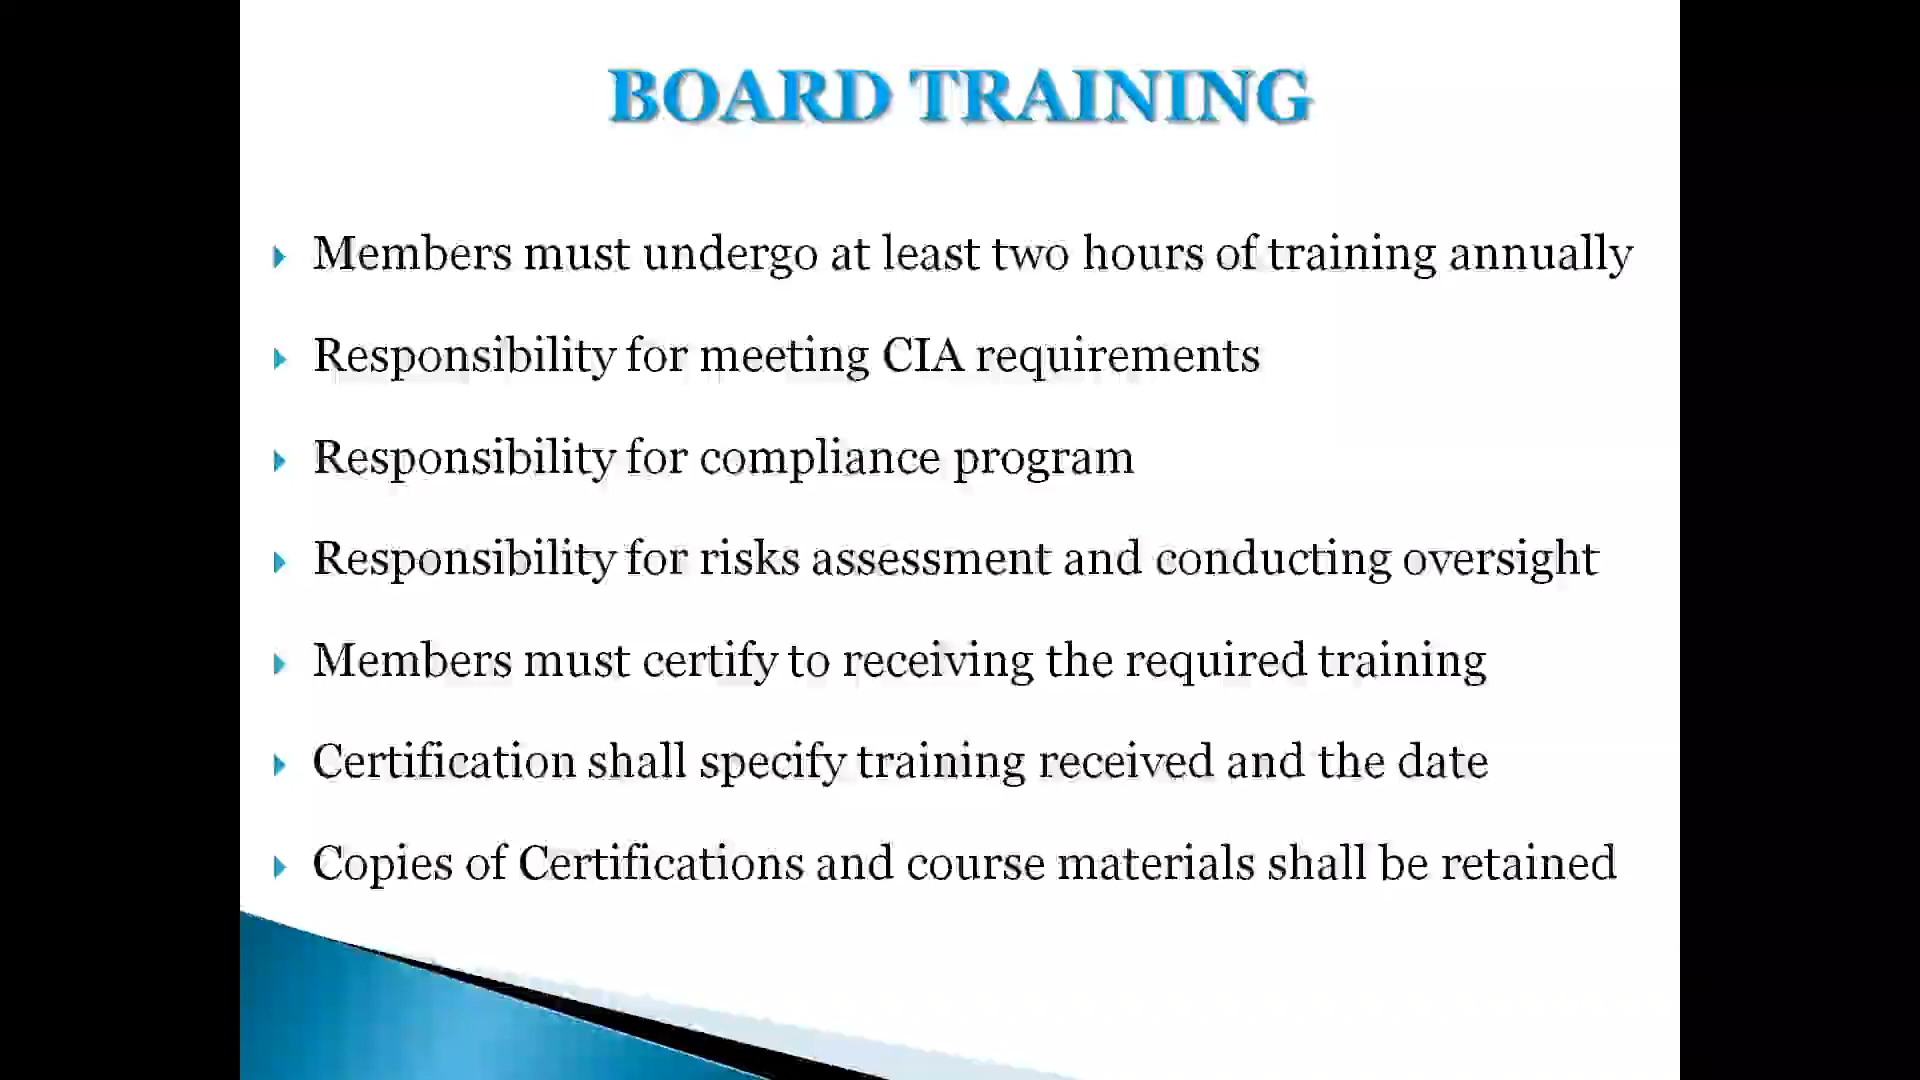 BOARD TRAINING
Members must undergo at least two hours of training annually
Responsibility for meeting CIA requirements
Responsibility for compliance program
Responsibility for risks assessment and conducting oversight
Members must certify to receiving the required training
Certification shall specify training received and the date
Copies of Certifications and course materials shall be retained